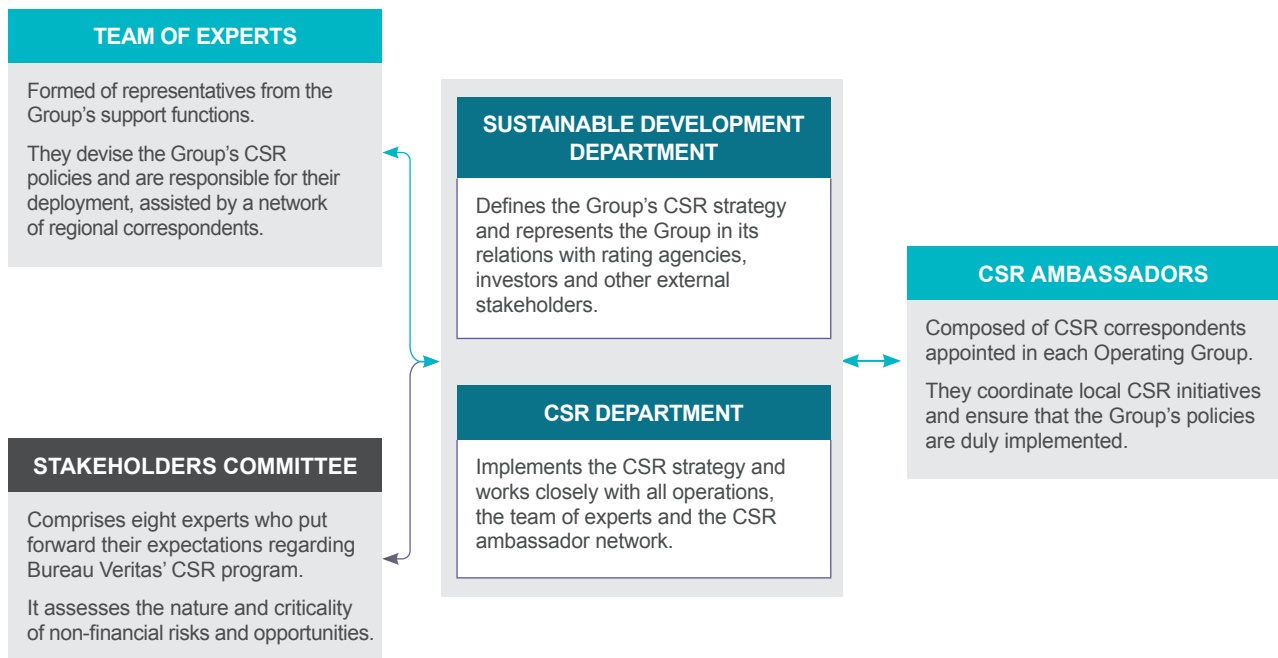 TEAM OF EXPERTS
Formed of representatives from the
Group’s support functions.
They devise the Group’s CSR
policies and are responsible for their
deployment, assisted by a network
of regional correspondents.
STAKEHOLDERS COMMITTEE
Comprises eight experts who put
forward their expectations regarding
Bureau Veritas’ CSR program.
It assesses the nature and criticality
of non-financial risks and opportunities.
SUSTAINABLE DEVELOPMENT
DEPARTMENT
Defines the Group’s CSR strategy
and represents the Group in its
relations with rating agencies,
investors and other external
stakeholders.
CSR DEPARTMENT
Implements the CSR strategy and
works closely with all operations,
the team of experts and the CSR
ambassador network.
CSR AMBASSADORS
Composed of CSR correspondents
appointed in each Operating Group.
They coordinate local CSR initiatives
and ensure that the Group’s policies
are duly implemented.